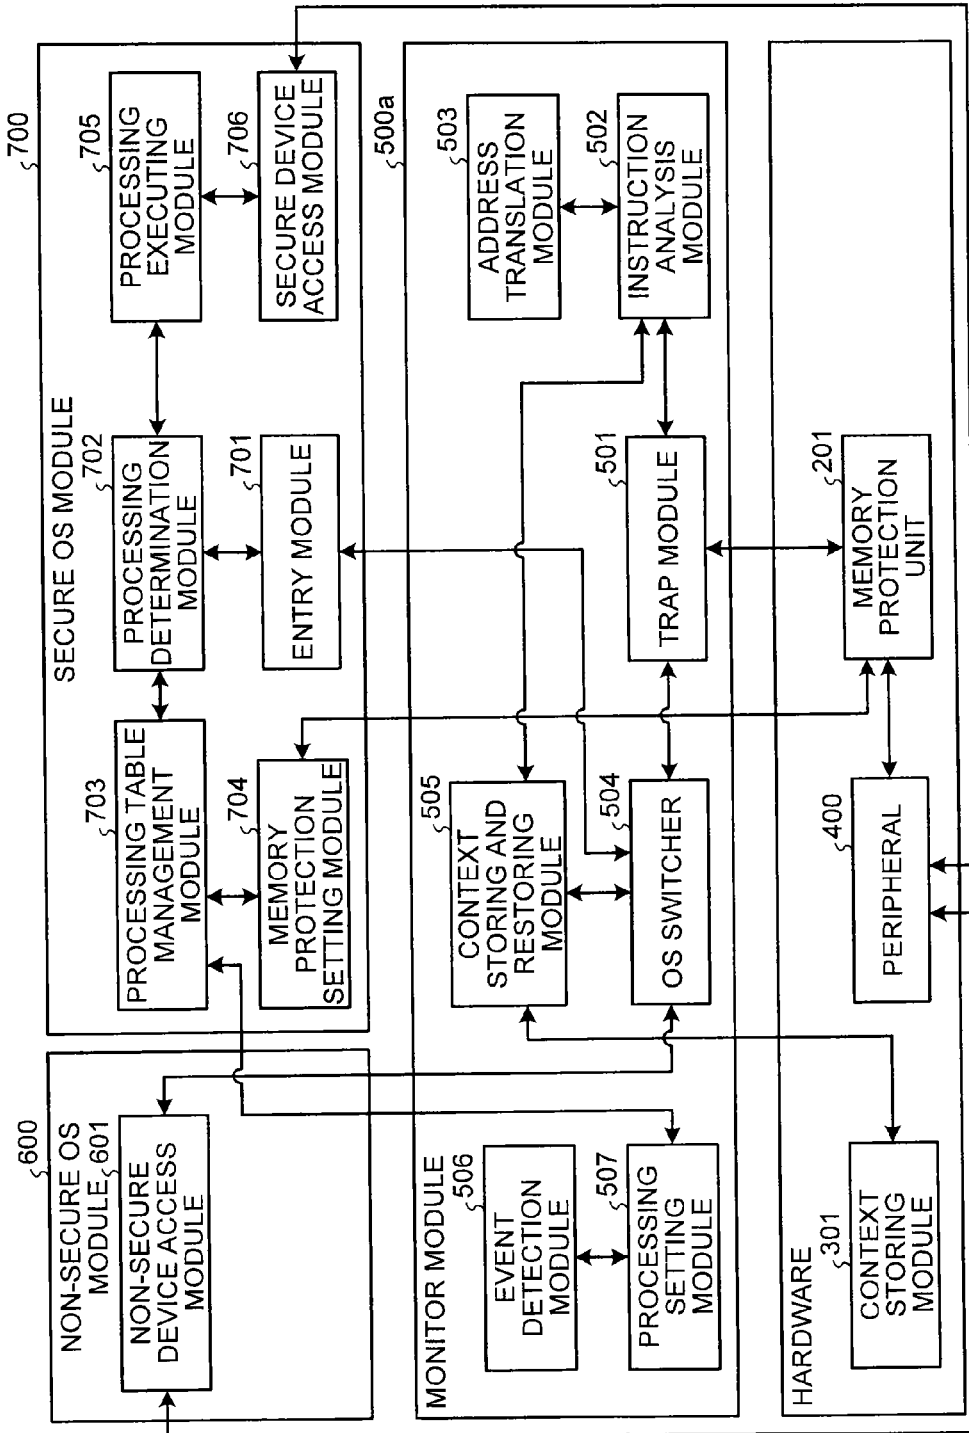 600
NON-SECURE OS
MODULE
601
NON-SECURE
DEVICE ACCESS
MODULE
700
SECURE OS MODULE
703
PROCESSING TABLE
MANAGEMENT
MODULE
702
PROCESSING
DETERMINATION
MODULE
705
PROCESSING
EXECUTING
MODULE
704
MEMORY
PROTECTION
SETTING MODULE
701
ENTRY MODULE
706
SECURE DEVICE
ACCESS MODULE
500a
MONITOR MODULE
506
EVENT
DETECTION
MODULE
505
CONTEXT
STORING AND
RESTORING
MODULE
503
ADDRESS
TRANSLATION
MODULE
507
PROCESSING
SETTING
MODULE
504
OS SWITCHER
501
TRAP MODULE
502
INSTRUCTION
ANALYSIS
MODULE
HARDWARE
301
CONTEXT
STORING
MODULE
400
PERIPHERAL
201
MEMORY
PROTECTION
UNIT